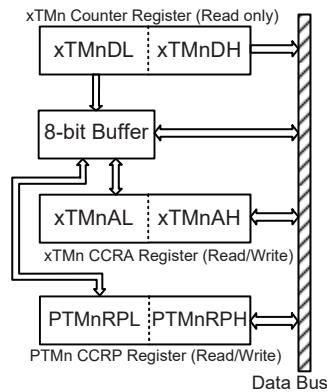 xTMn Counter Register (Read only)
xTMnDL xTMnDH
8-bit Buffer
xTMnAL xTMnAH
xTMn CCRA Register (Read/Write)
PTMnRPL PTMnRPH
PTMn CCRP Register (Read/Write)
Data Bus